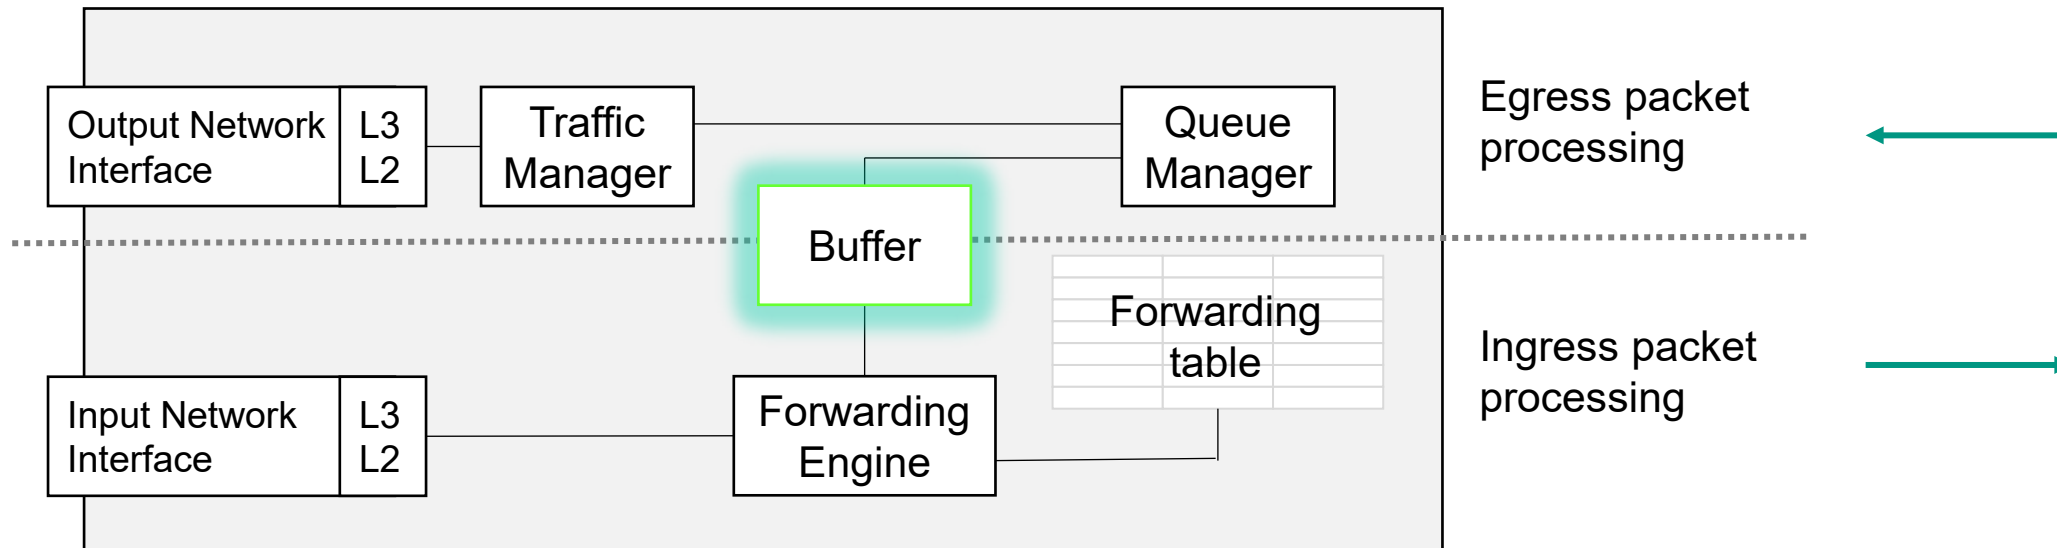 Output Network
Interface
L3
L2
Traffic
Manager
Queue
Manager
Egress packet
processing
Buffer
Forwarding
table
Ingress packet
processing
Input Network
Interface
L3
L2
Forwarding
Engine